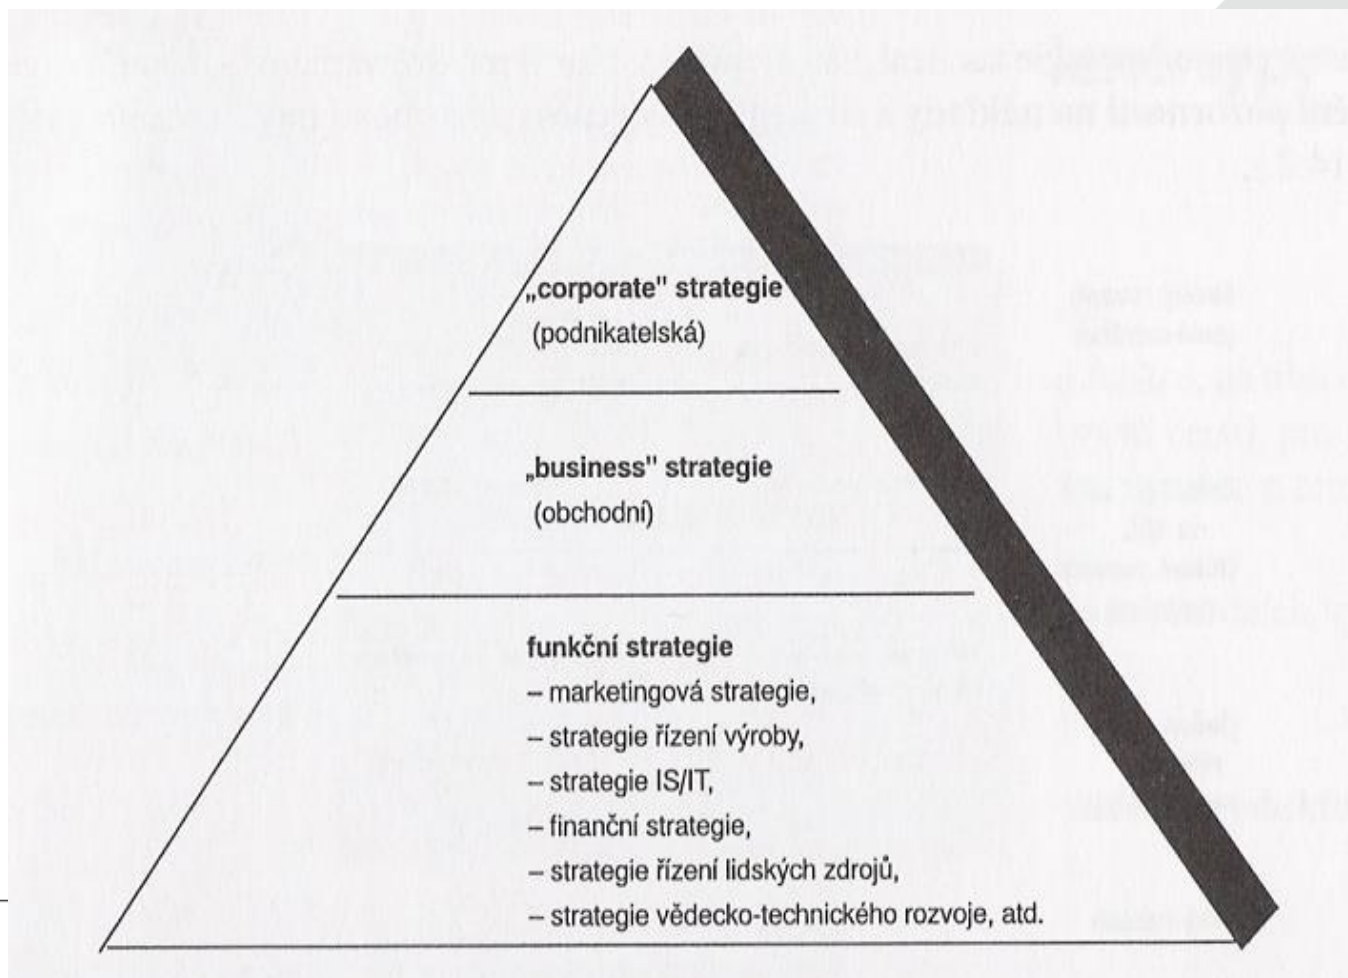 „corporate" strategie
(podnikatelská)
„business" strategie
(obchodní)
funkční strategie
– marketingová strategie,
– strategie řízení výroby,
– strategie IS/IT,
– finanční strategie,
– strategie řízení lidských zdrojů,
– strategie vědecko-technického rozvoje, atd.